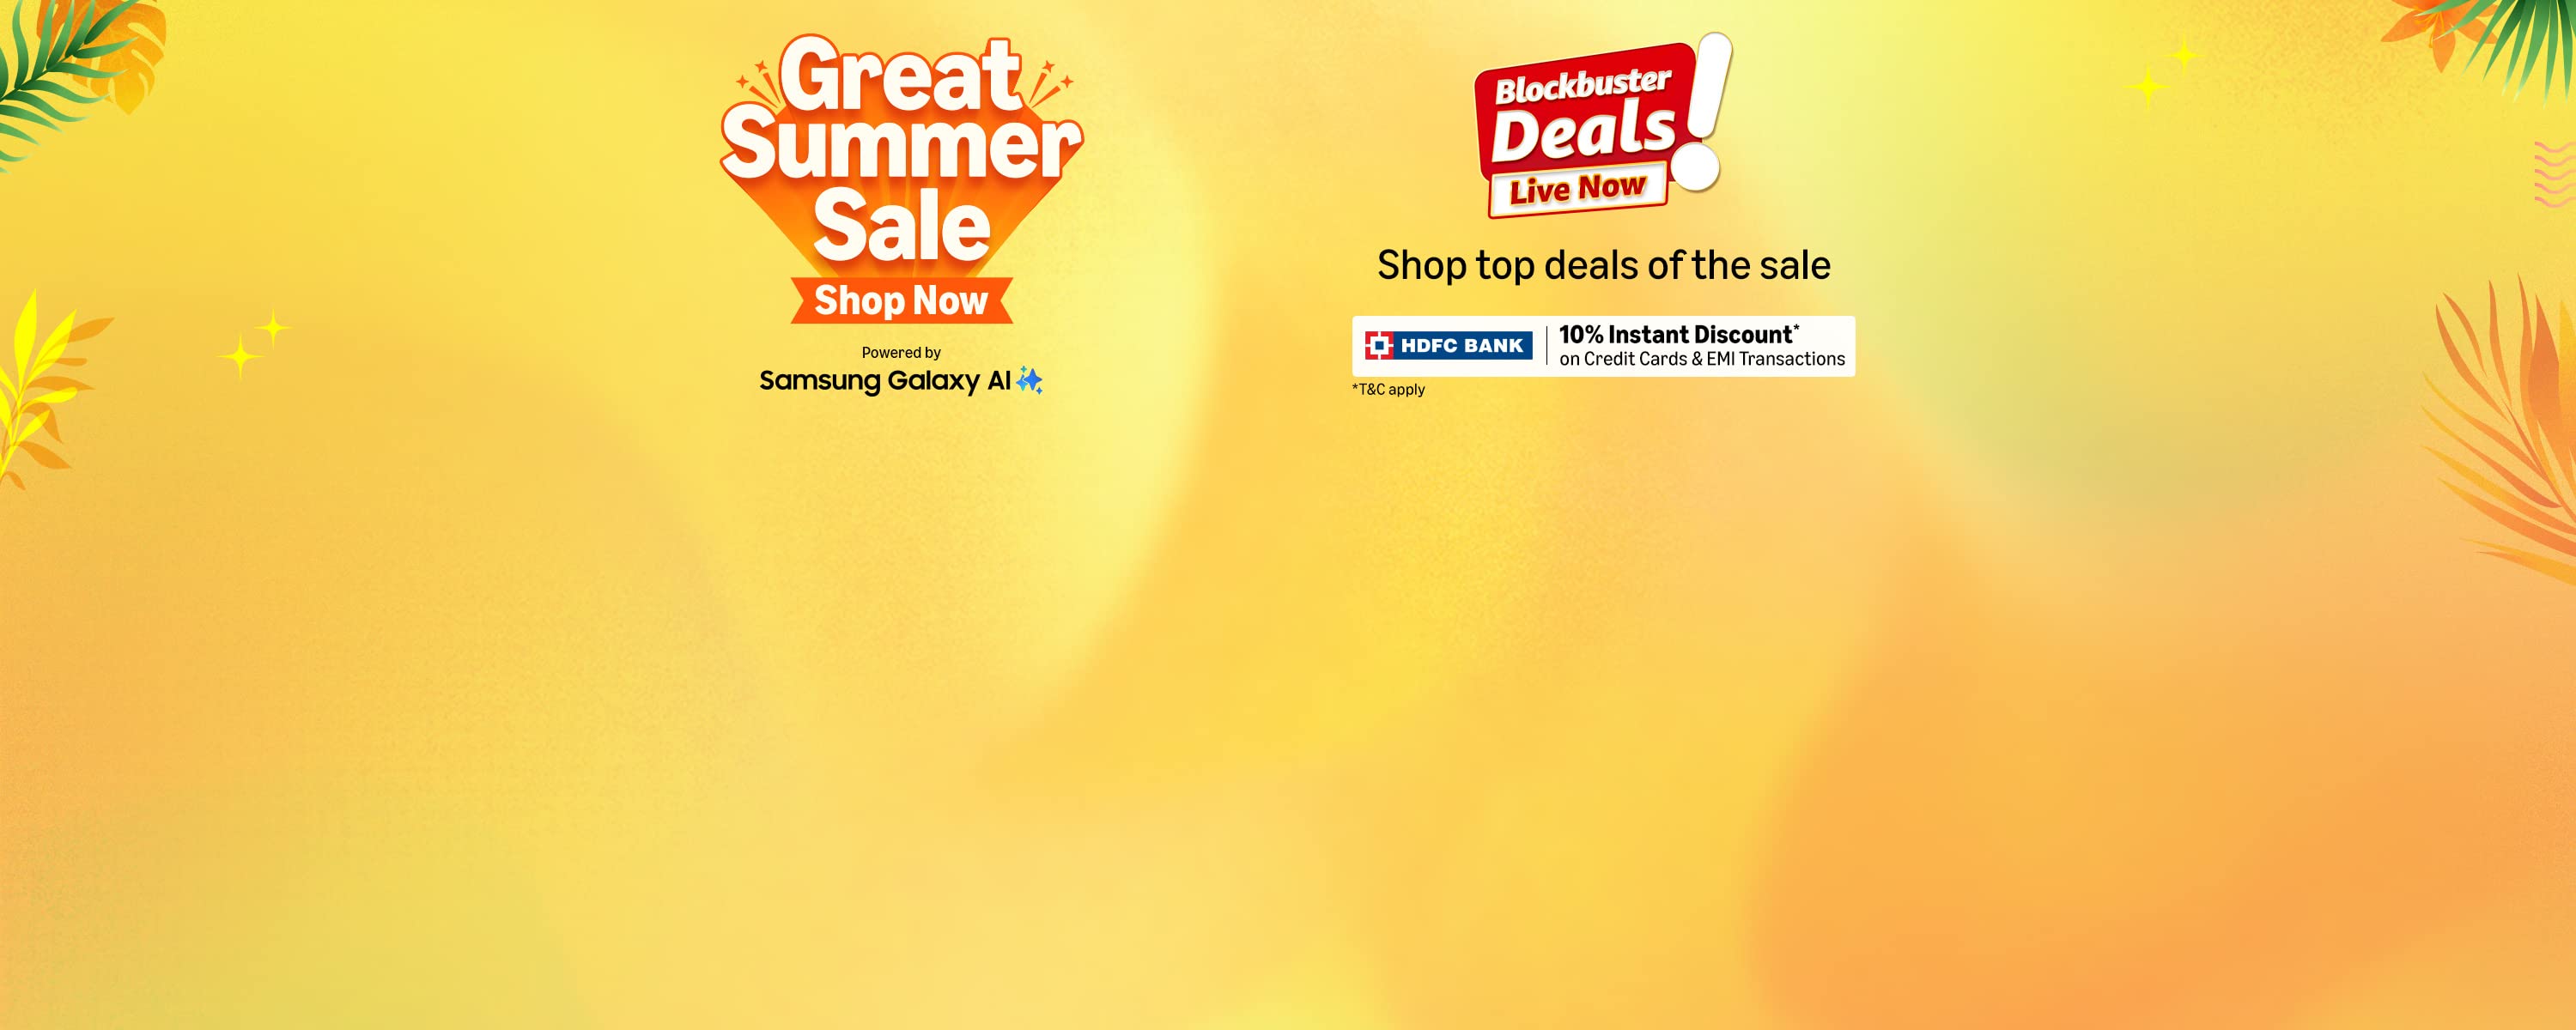 Great
Summer
Sale
Shop Now
Powered by
Samsung Galaxy AI
Blockbuster
Deals!
Live Now
Shop top deals of the sale
HDFC BANK
10% Instant Discount*
on Credit Cards & EMI Transactions
*T&C apply